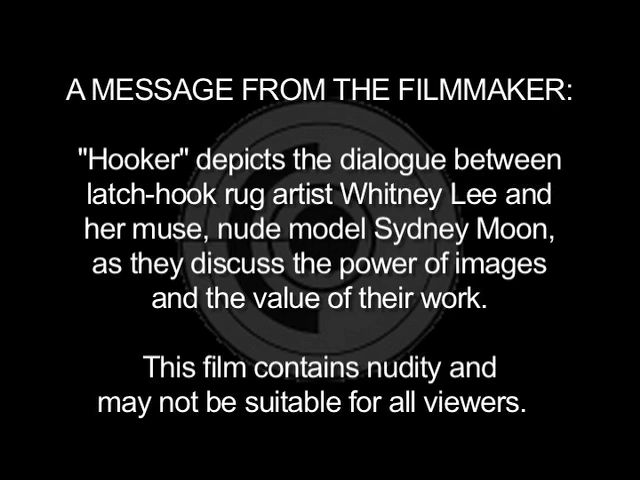 A MESSAGE FROM THE FILMMAKER:
"Hooker" depicts the dialogue between
latch-hook rug artist Whitney Lee and
her muse, nude model Sydney Moon,
as they discuss the power of images
and the value of their work.
This film contains nudity and
may not be suitable for all viewers.